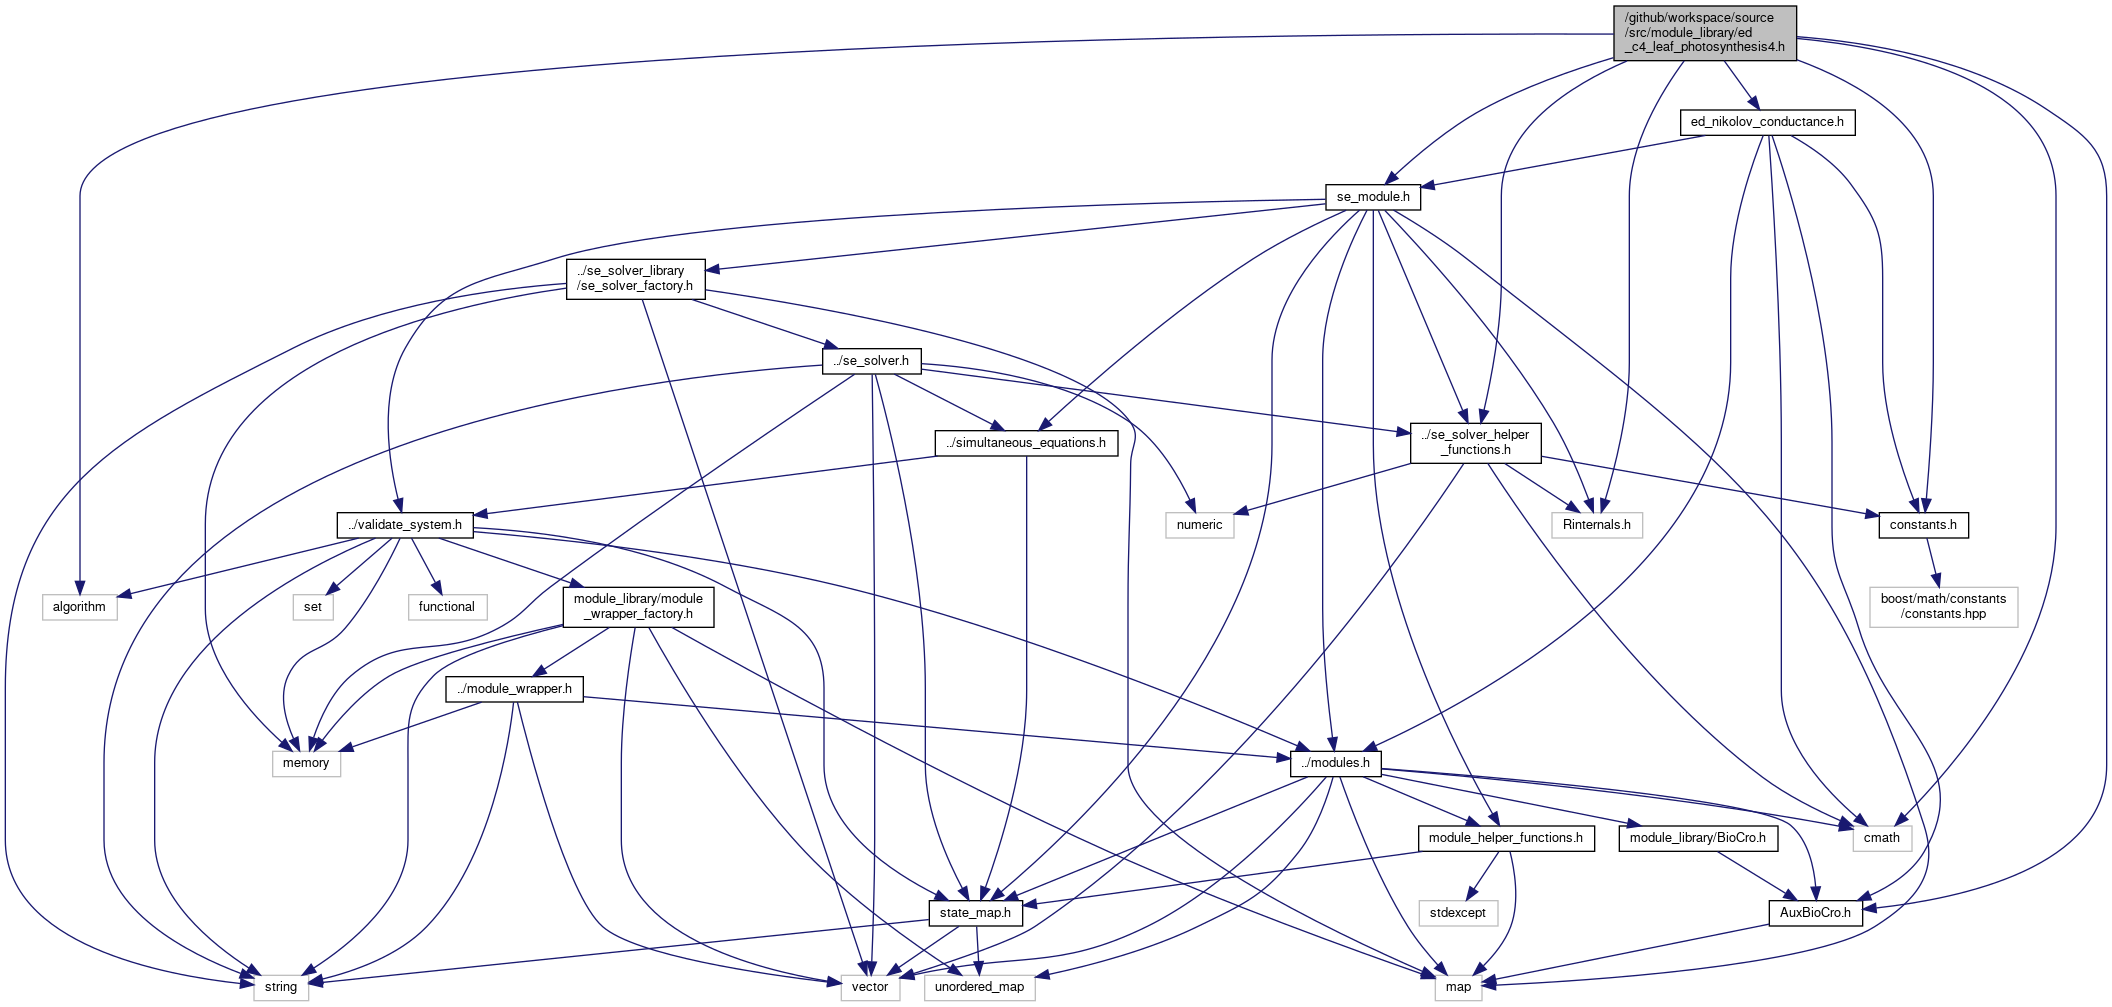 /github/workspace/source
/src/module_library/ed
_c4_leaf_photosynthesis4.h
ed_nikolov_conductance.h
se_module.h
../se_solver_library
/se_solver_factory.h
../se_solver.h
../simultaneous_equations.h
../se_solver_helper
_functions.h
../validate_system.h
numeric
Rinternals.h
constants.h
algorithm
set
functional
module_library/module
_wrapper_factory.h
boost/math/constants
/constants.hpp
../module_wrapper.h
memory
../modules.h
module_helper_functions.h
module_library/BioCro.h
cmath
state_map.h
stdexcept
AuxBioCro.h
string
vector
unordered_map
map